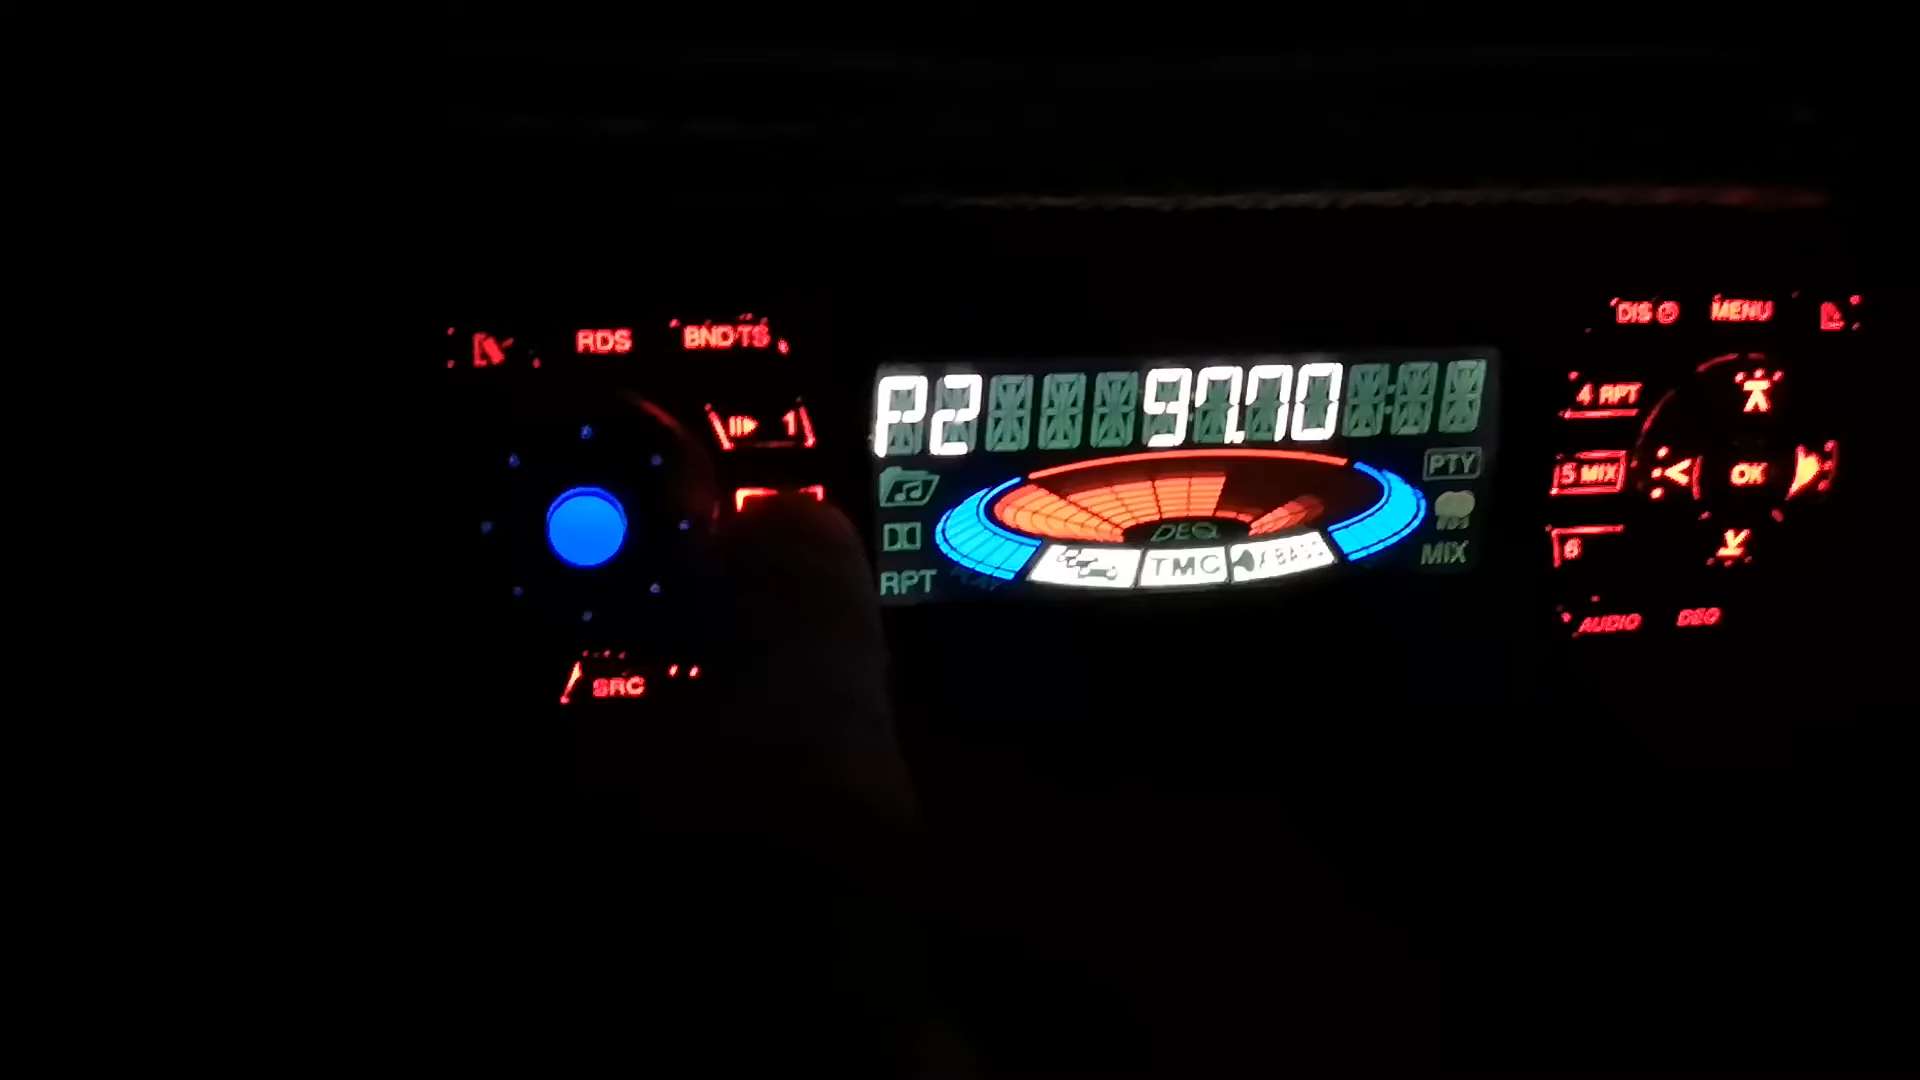 DIS MENU
RDS BND TS
P2 97.70
1
4 RPT
PTY
5 MIX
OK
DEQ
TMC
X-BASS
MIX
6
RPT
AUDIO DEQ
SRC